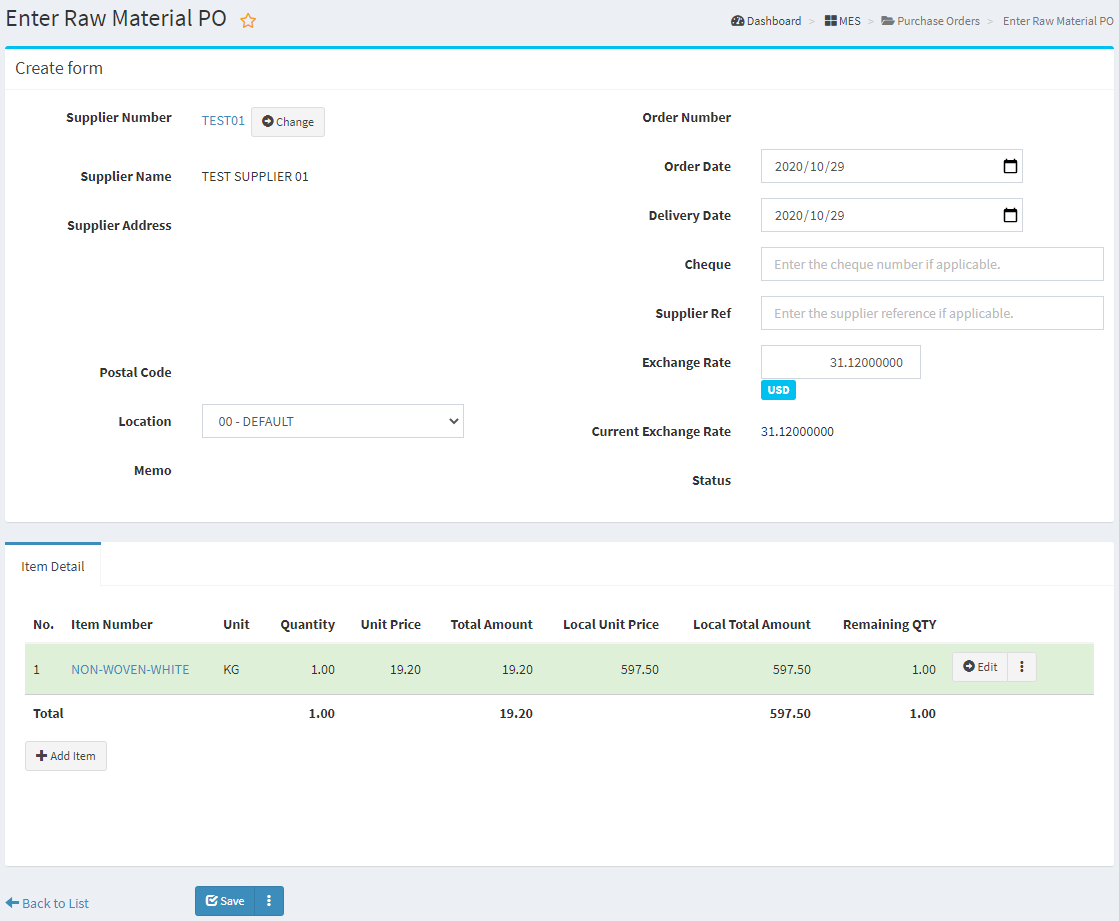 Enter Raw Material PO
Dashboard > MES > Purchase Orders > Enter Raw Material PO
Create form
Supplier Number TEST01 Change
Supplier Name TEST SUPPLIER 01
Supplier Address
Postal Code
Location 00 - DEFAULT
Memo
Order Number
Order Date 2020/10/29
Delivery Date 2020/10/29
Cheque Enter the cheque number if applicable.
Supplier Ref Enter the supplier reference if applicable.
Exchange Rate 31.12000000
USD
Current Exchange Rate 31.12000000
Status
Item Detail
No. Item Number Unit Quantity Unit Price Total Amount Local Unit Price Local Total Amount Remaining QTY
1 NON-WOVEN-WHITE KG 1.00 19.20 19.20 597.50 597.50 1.00 Edit
Total 1.00 19.20 597.50 1.00
Add Item
Back to List Save